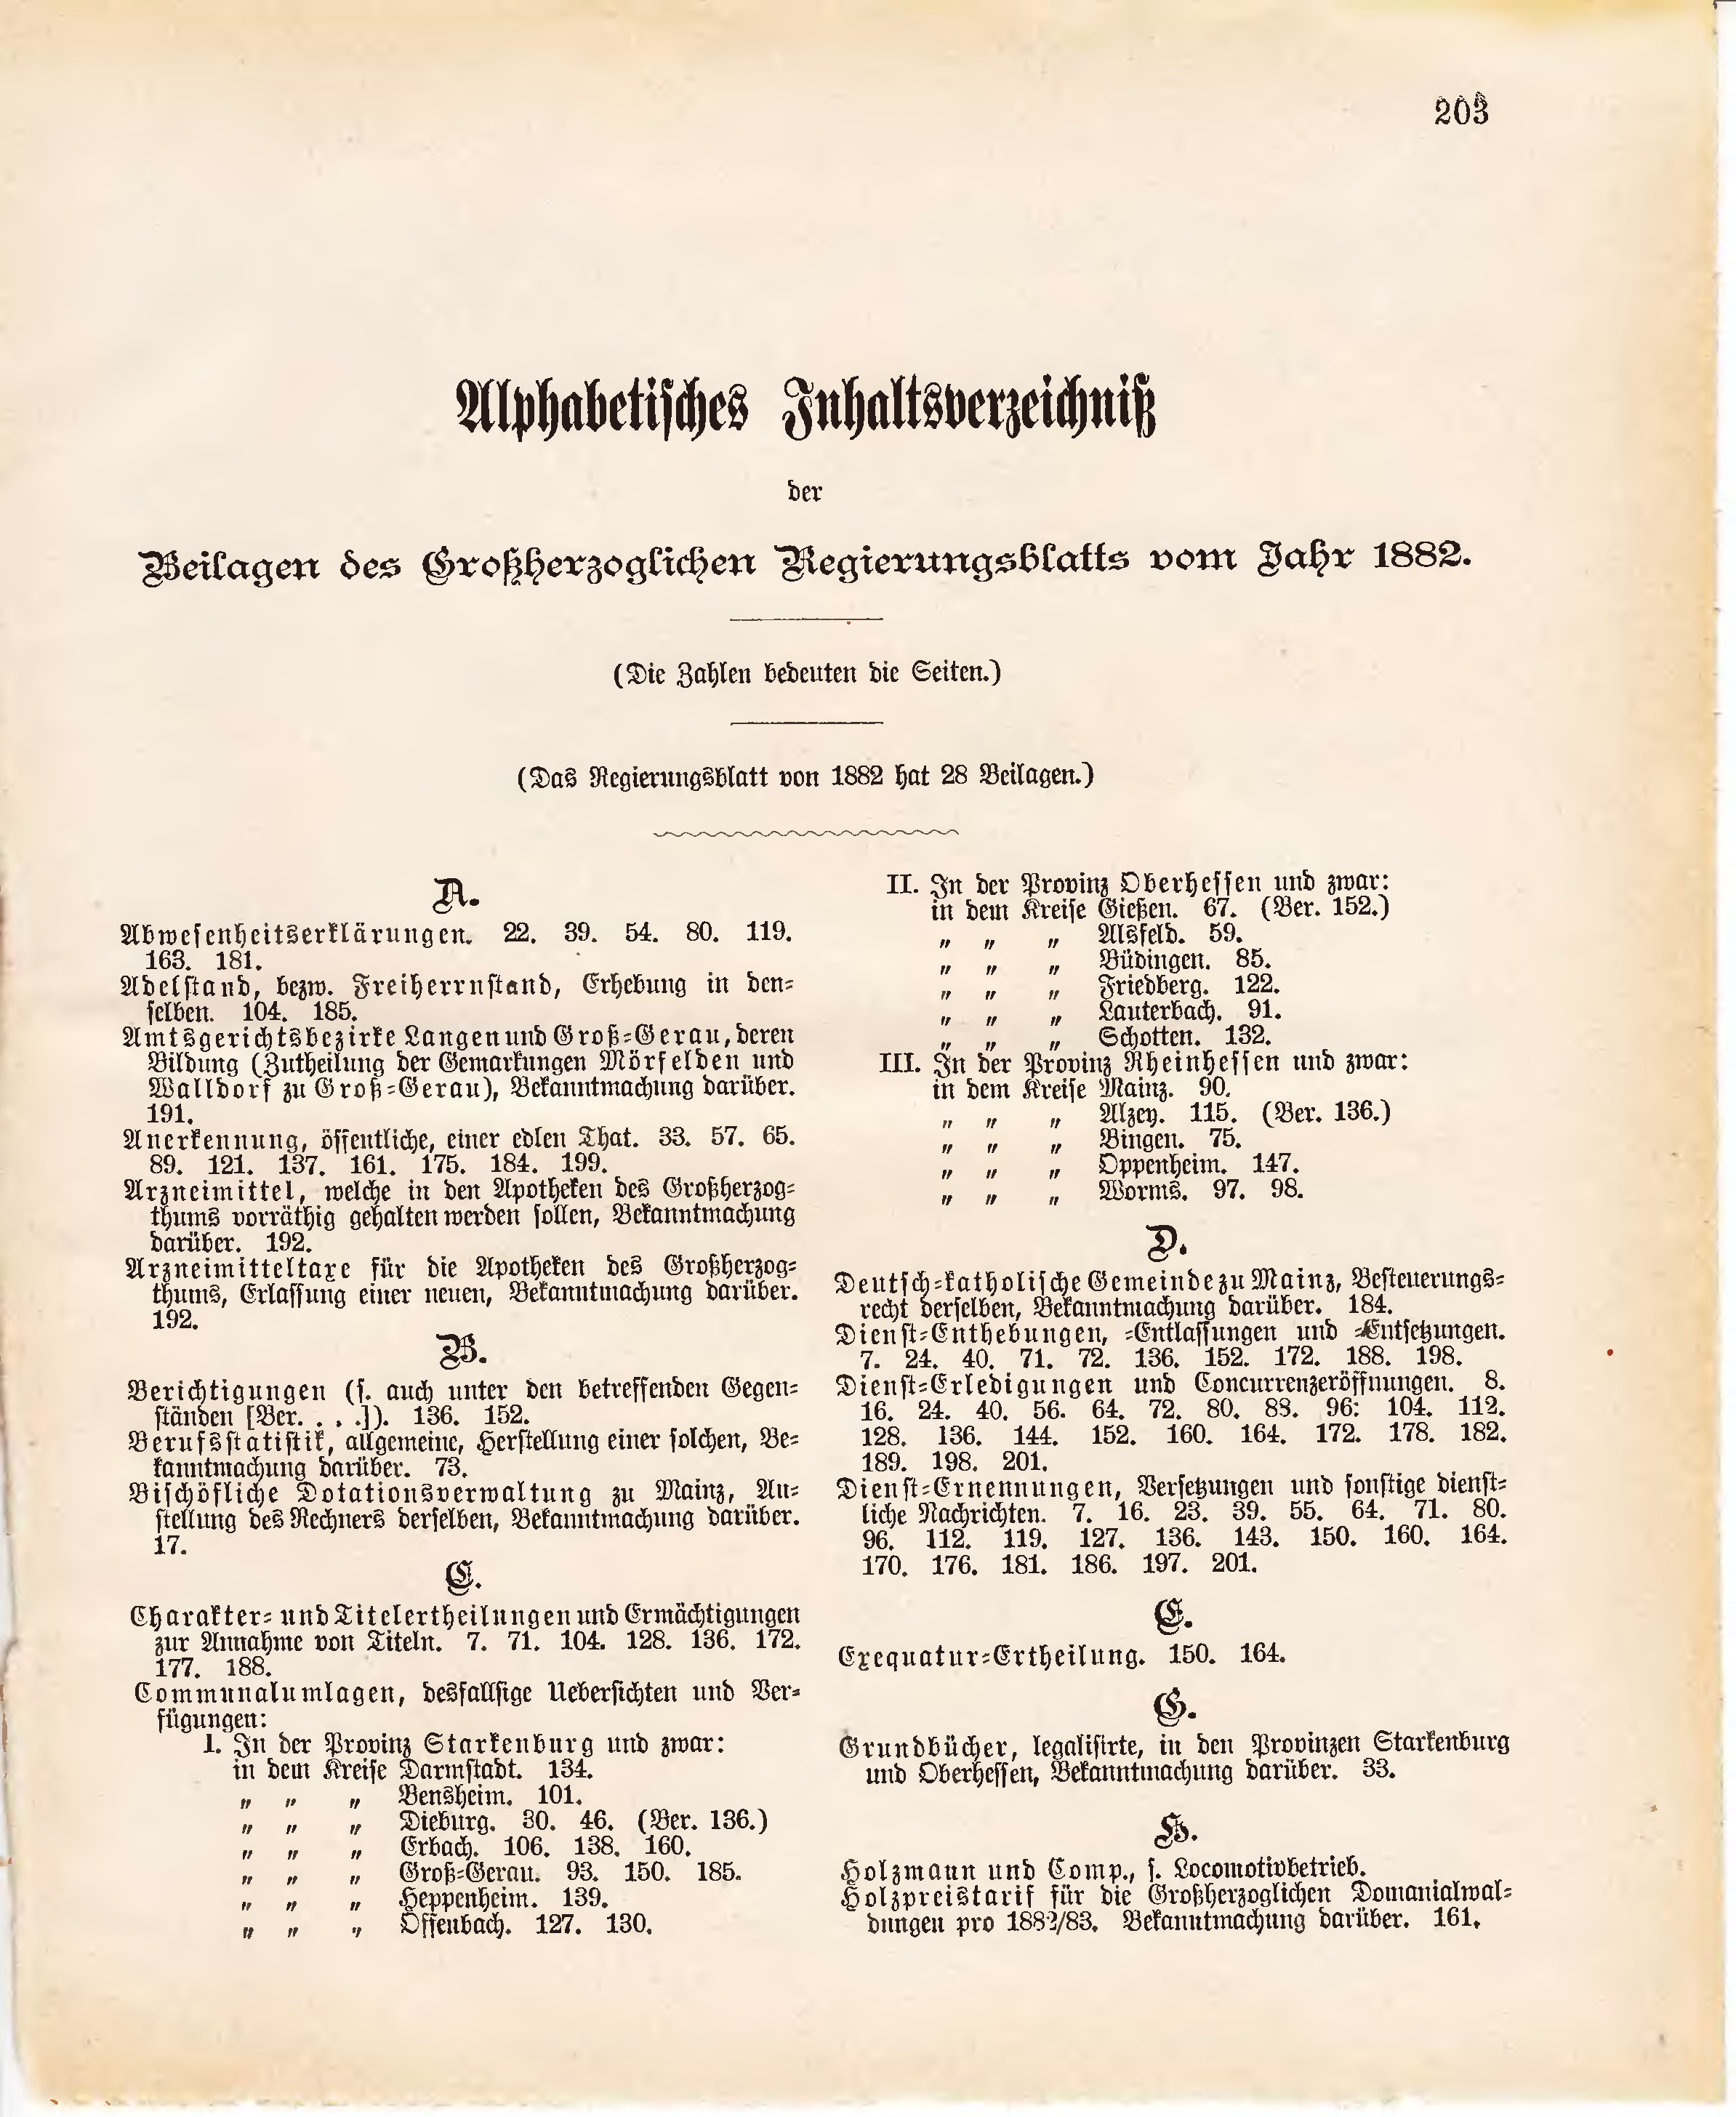 203
Alphabetisches Inhaltsverzeichniß
der
Beilagen des Großherzoglichen Regierungsblatts vom Jahr 1882.
(Die Zahlen bedeuten die Seiten.)
(Das Regierungsblatt von 1882 hat 28 Beilagen.)
A.
Abwesenheitserklärungen. 22. 39. 54. 80. 119.
163. 181.
Adelstand, bezw. Freiherrnstand, Erhebung in den-
selben. 104. 185.
Amtsgerichtsbezirke Langen und Groß-Gerau, deren
Bildung (Zutheilung der Gemarkungen Mörfelden und
Walldorf zu Groß-Gerau), Bekanntmachung darüber.
191.
Anerkennung, öffentliche, einer edlen That. 33. 57. 65.
89. 121. 137. 161. 175. 184. 199.
Arzneimittel, welche in den Apotheken des Großherzog-
thums vorräthig gehalten werden sollen, Bekanntmachung
darüber. 192.
Arzneimitteltaxe für die Apotheken des Großherzog-
thums, Erlassung einer neuen, Bekanntmachung darüber.
192.
B.
Berichtigungen (s. auch unter den betreffenden Gegen-
ständen [Ber. . . .]). 136. 152.
Berufsstatistik, allgemeine, Herstellung einer solchen, Be-
kanntmachung darüber. 73.
Bischöfliche Dotationsverwaltung zu Mainz, An-
stellung des Rechners derselben, Bekanntmachung darüber.
17.
C.
Charakter- und Titelertheilungen und Ermächtigungen
zur Annahme von Titeln. 7. 71. 104. 128. 136. 172.
177. 188.
Communalumlagen, desfallsige Uebersichten und Ver-
fügungen:
I. In der Provinz Starkenburg und zwar:
in dem Kreise Darmstadt. 134.
" " " Bensheim. 101.
" " " Dieburg. 30. 46. (Ber. 136.)
" " " Erbach. 106. 138. 160.
" " " Groß-Gerau. 93. 150. 185.
" " " Heppenheim. 139.
" " " Offenbach. 127. 130.
II. In der Provinz Oberhessen und zwar:
in dem Kreise Gießen. 67. (Ber. 152.)
" " " Alsfeld. 59.
" " " Büdingen. 85.
" " " Friedberg. 122.
" " " Lauterbach. 91.
" " " Schotten. 132.
III. In der Provinz Rheinhessen und zwar:
in dem Kreise Mainz. 90.
" " " Alzey. 115. (Ber. 136.)
" " " Bingen. 75.
" " " Oppenheim. 147.
" " " Worms. 97. 98.
D.
Deutsch-katholische Gemeinde zu Mainz, Besteuerungs-
recht derselben, Bekanntmachung darüber. 184.
Dienst-Enthebungen, -Entlassungen und -Entsetzungen.
7. 24. 40. 71. 72. 136. 152. 172. 188. 198.
Dienst-Erledigungen und Concurrenzeröffnungen. 8.
16. 24. 40. 56. 64. 72. 80. 88. 96. 104. 112.
128. 136. 144. 152. 160. 164. 172. 178. 182.
189. 198. 201.
Dienst-Ernennungen, Versetzungen und sonstige dienst-
liche Nachrichten. 7. 16. 23. 39. 55. 64. 71. 80.
96. 112. 119. 127. 136. 143. 150. 160. 164.
170. 176. 181. 186. 197. 201.
E.
Exequatur-Ertheilung. 150. 164.
G.
Grundbücher, legalisirte, in den Provinzen Starkenburg
und Oberhessen, Bekanntmachung darüber. 33.
H.
Holzmann und Comp., s. Locomotivbetrieb.
Holzpreistarif für die Großherzoglichen Domanialwal-
dungen pro 1882/83. Bekanntmachung darüber. 161.